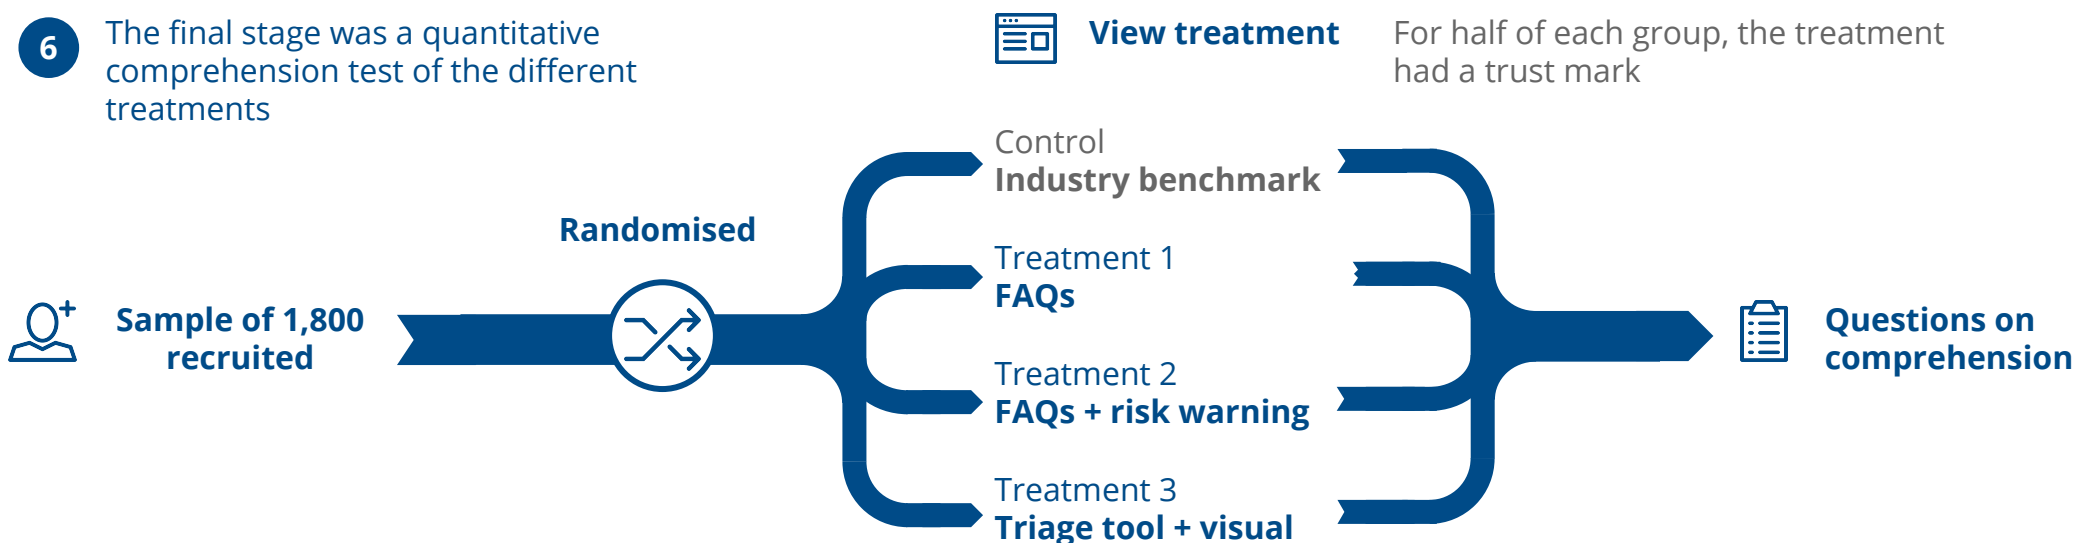 6
The final stage was a quantitative
comprehension test of the different
treatments
View treatment
For half of each group, the treatment
had a trust mark
Control
Industry benchmark
Randomised
Treatment 1
FAQs
Sample of 1,800
recruited
Treatment 2
FAQs + risk warning
Treatment 3
Triage tool + visual
Questions on
comprehension